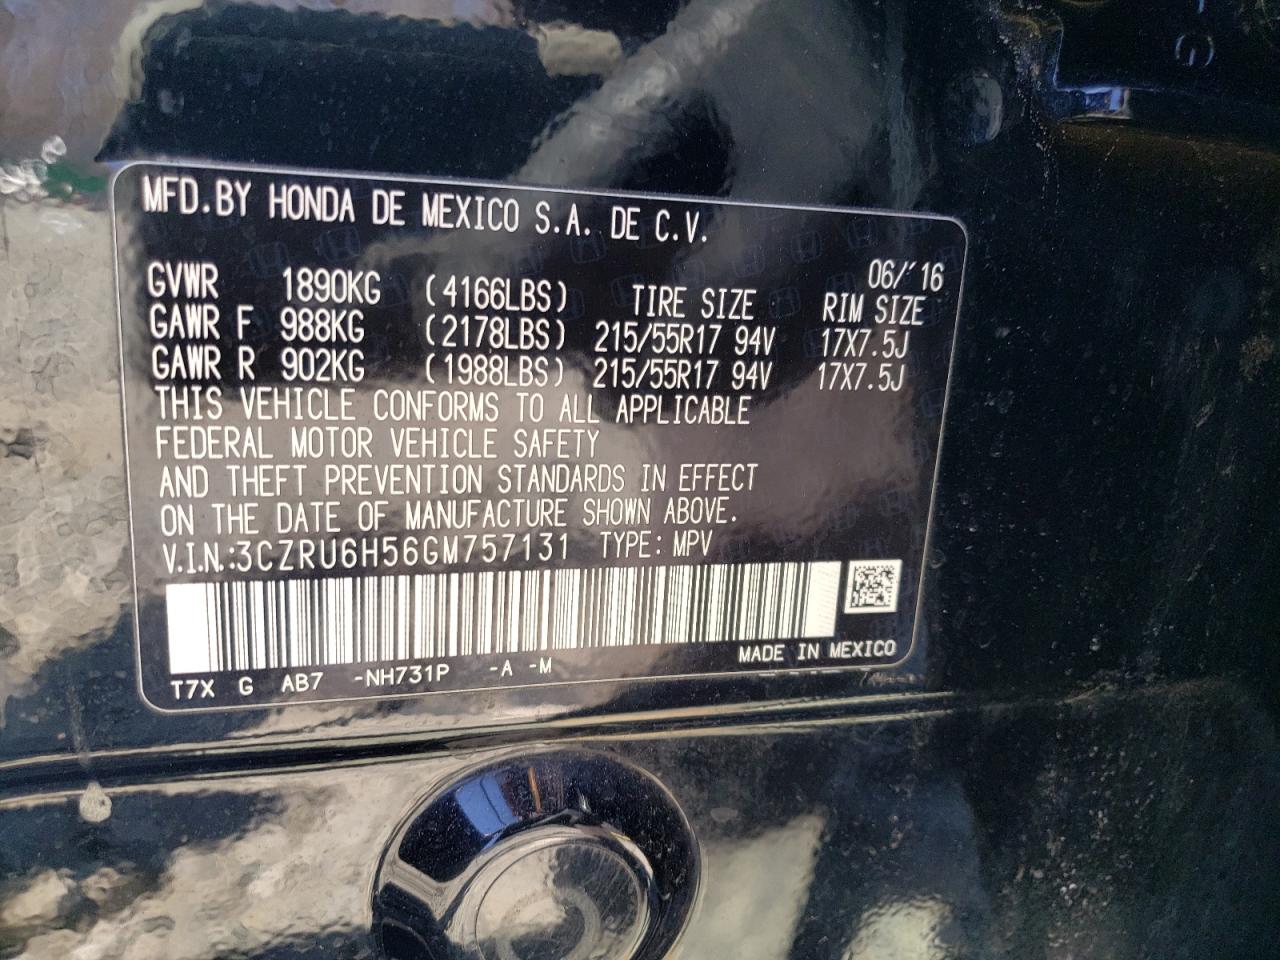 MFD.BY HONDA DE MEXICO S.A. DE C.V.
06/'16
GVWR 1890KG (4166LBS) TIRE SIZE RIM SIZE
GAWR F 988KG (2178LBS) 215/55R17 94V 17X7.5J
GAWR R 902KG (1988LBS) 215/55R17 94V 17X7.5J
THIS VEHICLE CONFORMS TO ALL APPLICABLE
FEDERAL MOTOR VEHICLE SAFETY
AND THEFT PREVENTION STANDARDS IN EFFECT
ON THE DATE OF MANUFACTURE SHOWN ABOVE.
V.I.N.:3CZRU6H56GM757131 TYPE: MPV
MADE IN MEXICO
T7X G AB7 -NH731P -A -M